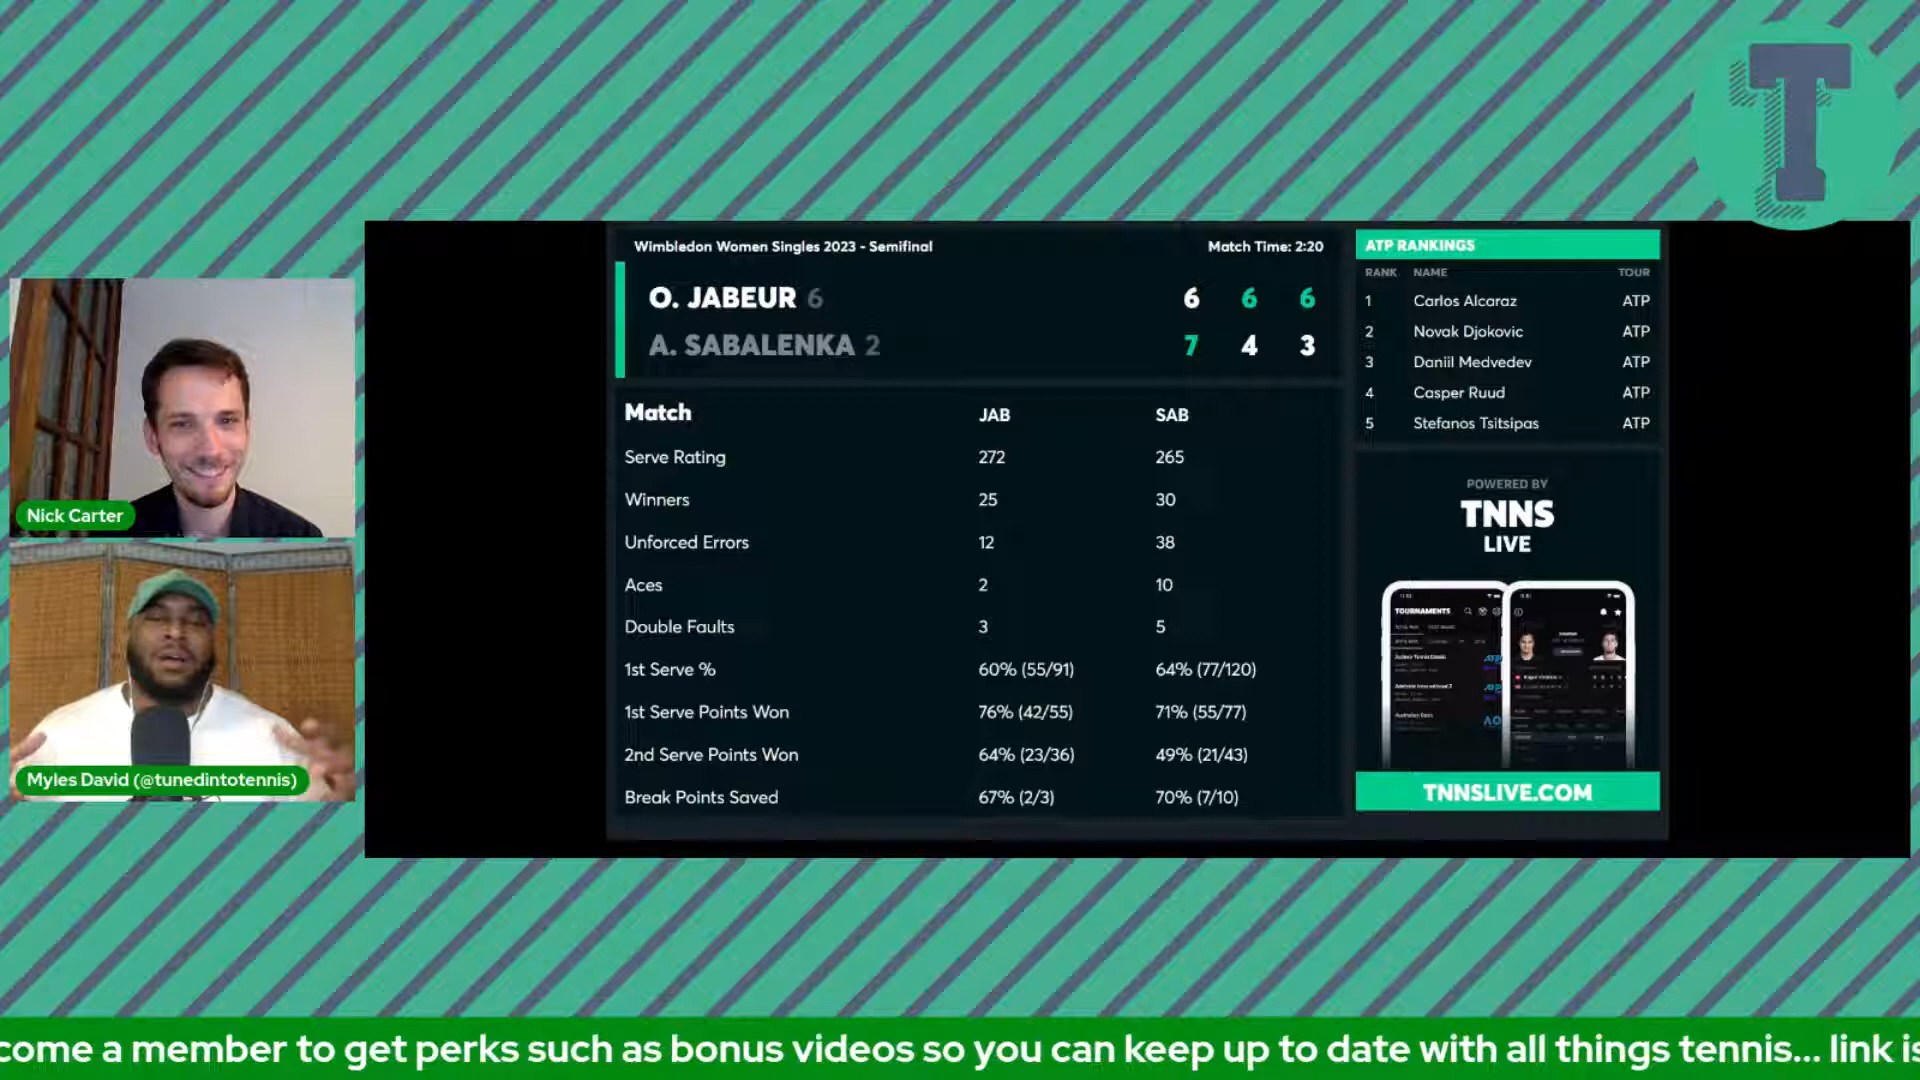 T
Wimbledon Women Singles 2023 - Semifinal
Match Time: 2:20
O. JABEUR 6 6 6 6
A. SABALENKA 2 7 4 3
Match JAB SAB
Serve Rating 272 265
Winners 25 30
Unforced Errors 12 38
Aces 2 10
Double Faults 3 5
1st Serve % 60% (55/91) 64% (77/120)
1st Serve Points Won 76% (42/55) 71% (55/77)
2nd Serve Points Won 64% (23/36) 49% (21/43)
Break Points Saved 67% (2/3) 70% (7/10)
ATP RANKINGS
RANK NAME TOUR
1 Carlos Alcaraz ATP
2 Novak Djokovic ATP
3 Daniil Medvedev ATP
4 Casper Ruud ATP
5 Stefanos Tsitsipas ATP
POWERED BY
TNNS
LIVE
TOURNAMENTS
TNNSLIVE.COM
Nick Carter
Myles David (@tunedintotennis)
come a member to get perks such as bonus videos so you can keep up to date with all things tennis... link is